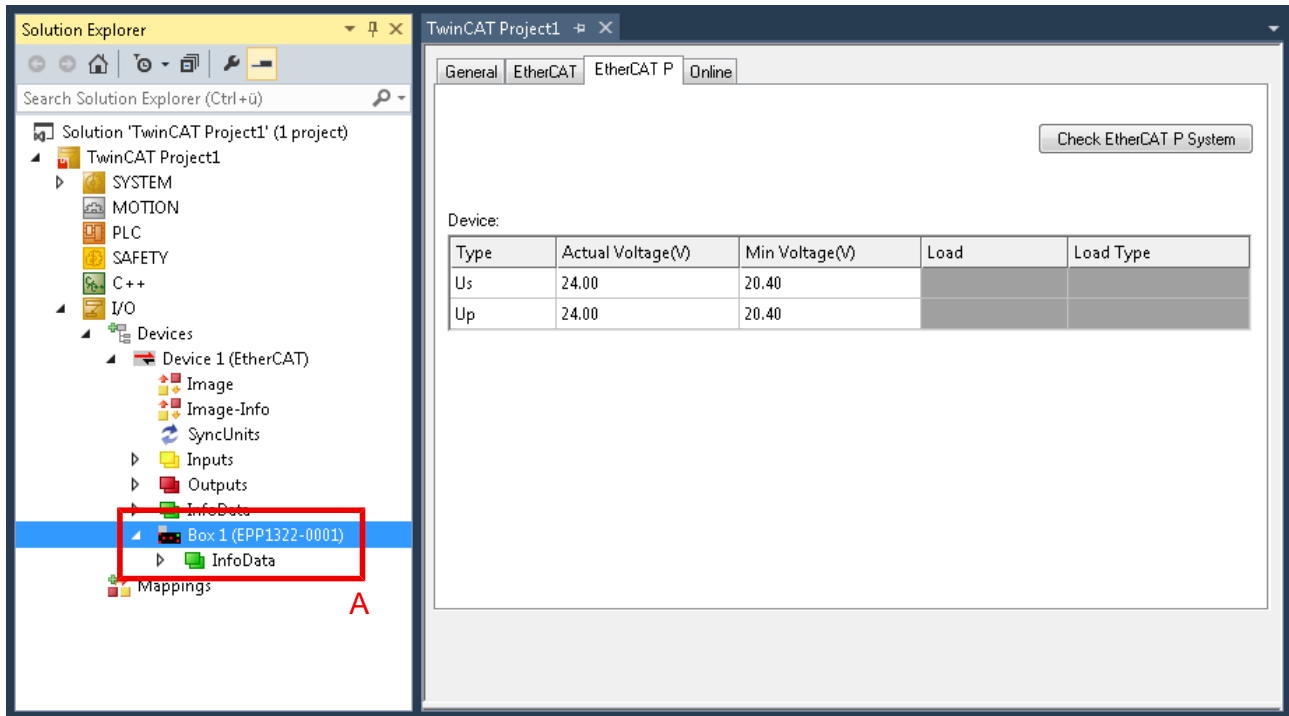 Solution Explorer
Search Solution Explorer (Ctrl+ü)
Solution 'TwinCAT Project1' (1 project)
TwinCAT Project1
SYSTEM
MOTION
PLC
SAFETY
C++
I/O
Devices
Device 1 (EtherCAT)
Image
Image-Info
SyncUnits
Inputs
Outputs
InfoData
Box 1 (EPP1322-0001)
InfoData
Mappings
A
TwinCAT Project1
General EtherCAT EtherCAT P Online
Check EtherCAT P System
Device:
Type Actual Voltage(V) Min Voltage(V) Load Load Type
Us 24.00 20.40
Up 24.00 20.40